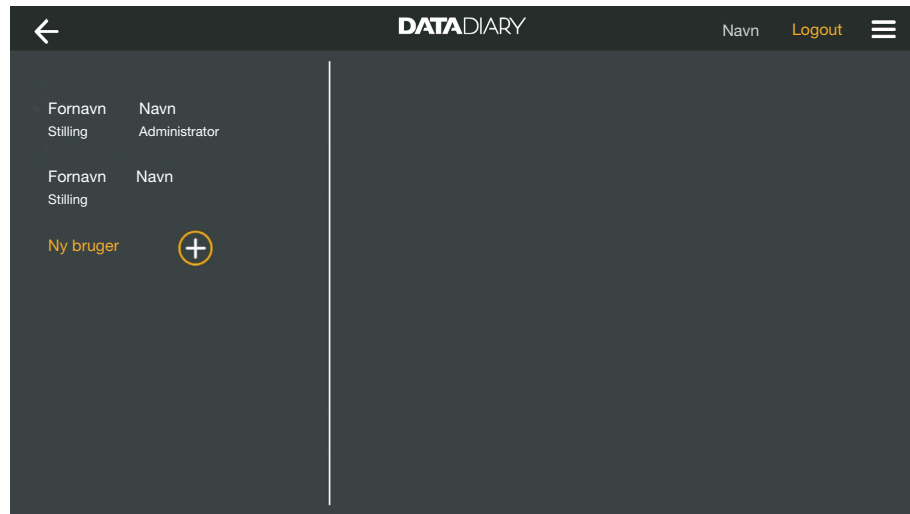 DATADIARY
Navn Logout
Fornavn Navn
Stilling Administrator
Fornavn Navn
Stilling
Ny bruger